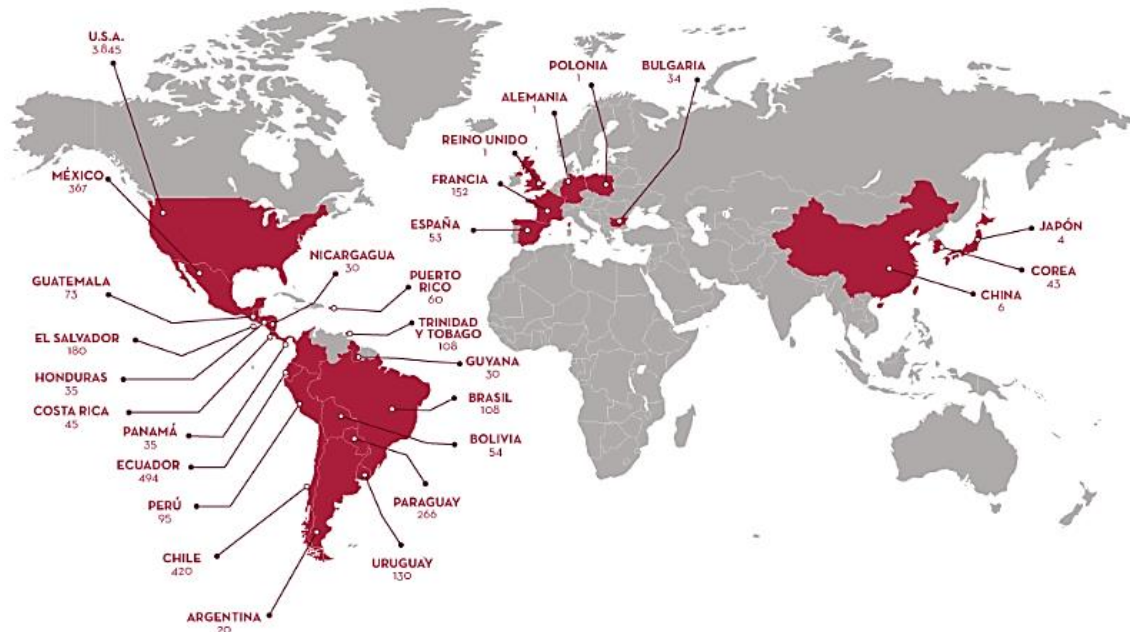 U.S.A.
3.845
MÉXICO
367
GUATEMALA
73
EL SALVADOR
180
HONDURAS
35
COSTA RICA
45
PANAMÁ
35
ECUADOR
494
PERÚ
95
CHILE
420
ARGENTINA
20
NICARGAGUA
30
PUERTO
RICO
60
TRINIDAD
Y TOBAGO
108
GUYANA
30
BRASIL
108
BOLIVIA
54
PARAGUAY
266
URUGUAY
130
POLONIA
1
BULGARIA
34
ALEMANIA
1
REINO UNIDO
1
FRANCIA
152
ESPAÑA
53
JAPÓN
4
COREA
43
CHINA
6